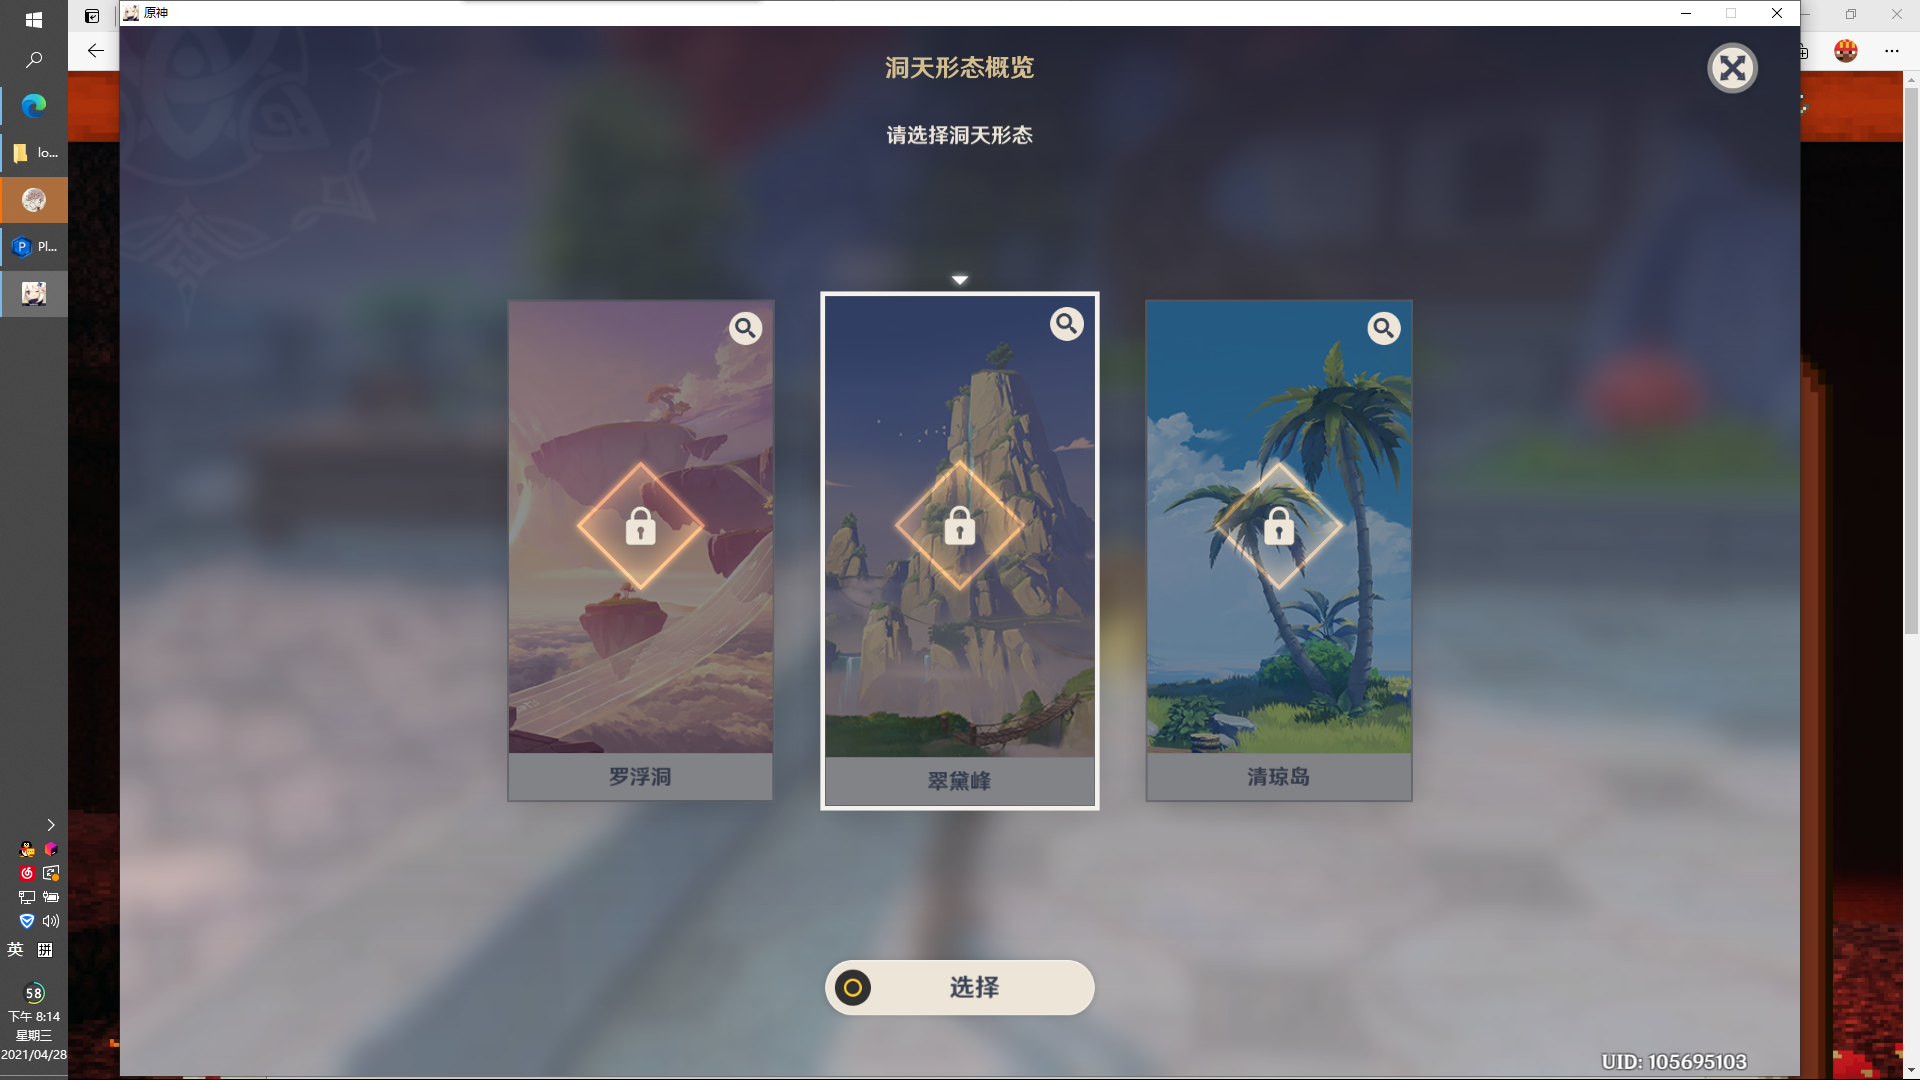 原神
洞天形态概览
请选择洞天形态
罗浮洞
翠黛峰
清琼岛
选择
UID: 105695103
lo...
P
Pl...
英
拼
58
下午 8:14
星期三
2021/04/28